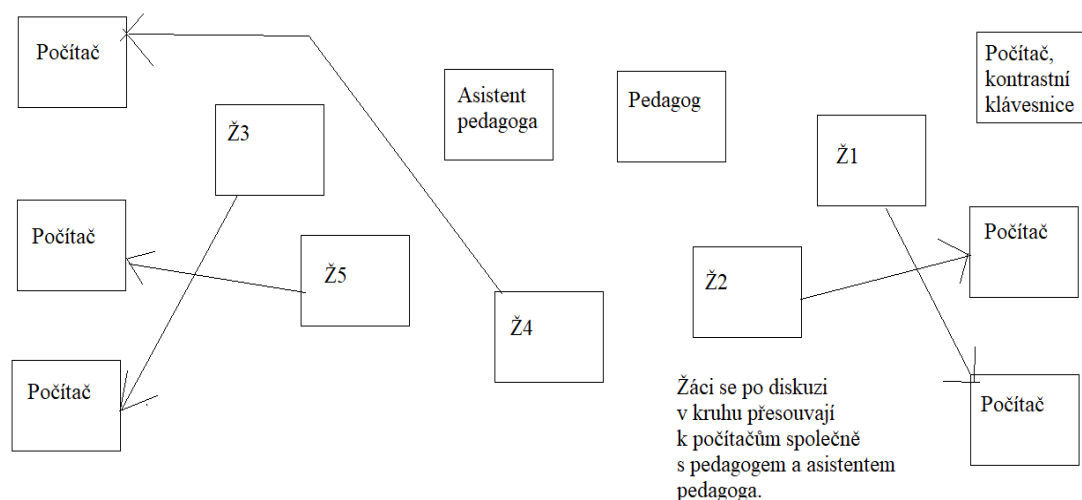 Počítač
Asistent
pedagoga
Pedagog
Počítač,
kontrastní
klávesnice
Ž3
Ž1
Počítač
Ž5
Ž2
Počítač
Ž4
Počítač
Počítač
Žáci se po diskuzi
v kruhu přesouvají
k počítačům společně
s pedagogem a asistentem
pedagoga.